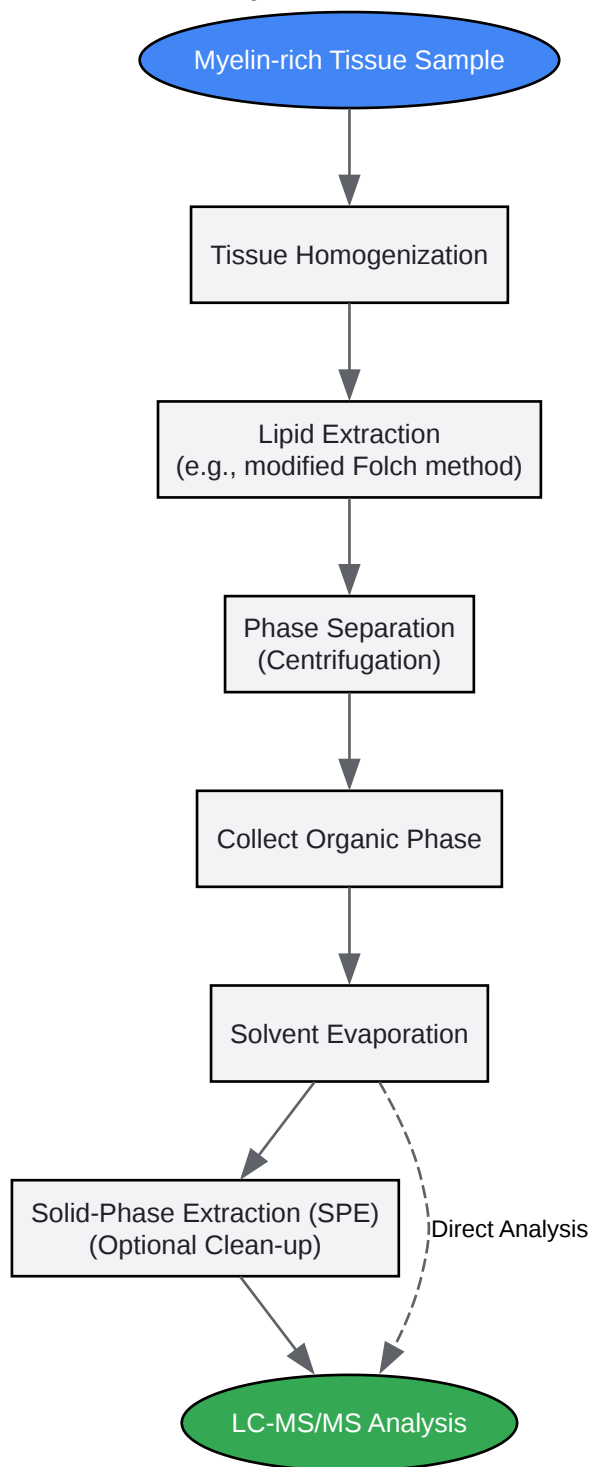 Myelin-rich Tissue Sample
Tissue Homogenization
Lipid Extraction
(e.g., modified Folch method)
Phase Separation
(Centrifugation)
Collect Organic Phase
Solvent Evaporation
Solid-Phase Extraction (SPE)
(Optional Clean-up)
Direct Analysis
LC-MS/MS Analysis